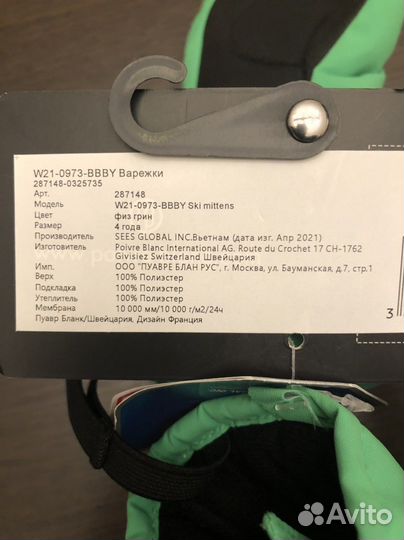 W21-0973-BBBY Варежки
287148-0325735
Арт. 287148
Модель W21-0973-BBBY Ski mittens
Цвет физ грин
Размер 4 года
Производитель SEES GLOBAL INC.Вьетнам (дата изг. Апр 2021)
Изготовитель Poivre Blanc International AG. Route du Crochet 17 CH-1762
Givisiez Switzerland Швейцария
Имп. ООО "ПУАВРЕ БЛАН РУС", г. Москва, ул. Бауманская, д.7, стр.1
Верх 100% Полиэстер
Подкладка 100% Полиэстер
Утеплитель 100% Полиэстер
Мембрана 10 000 мм/10 000 г/м2/24ч
Пуавр Бланк/Швейцария, Дизайн Франция
3
Avito